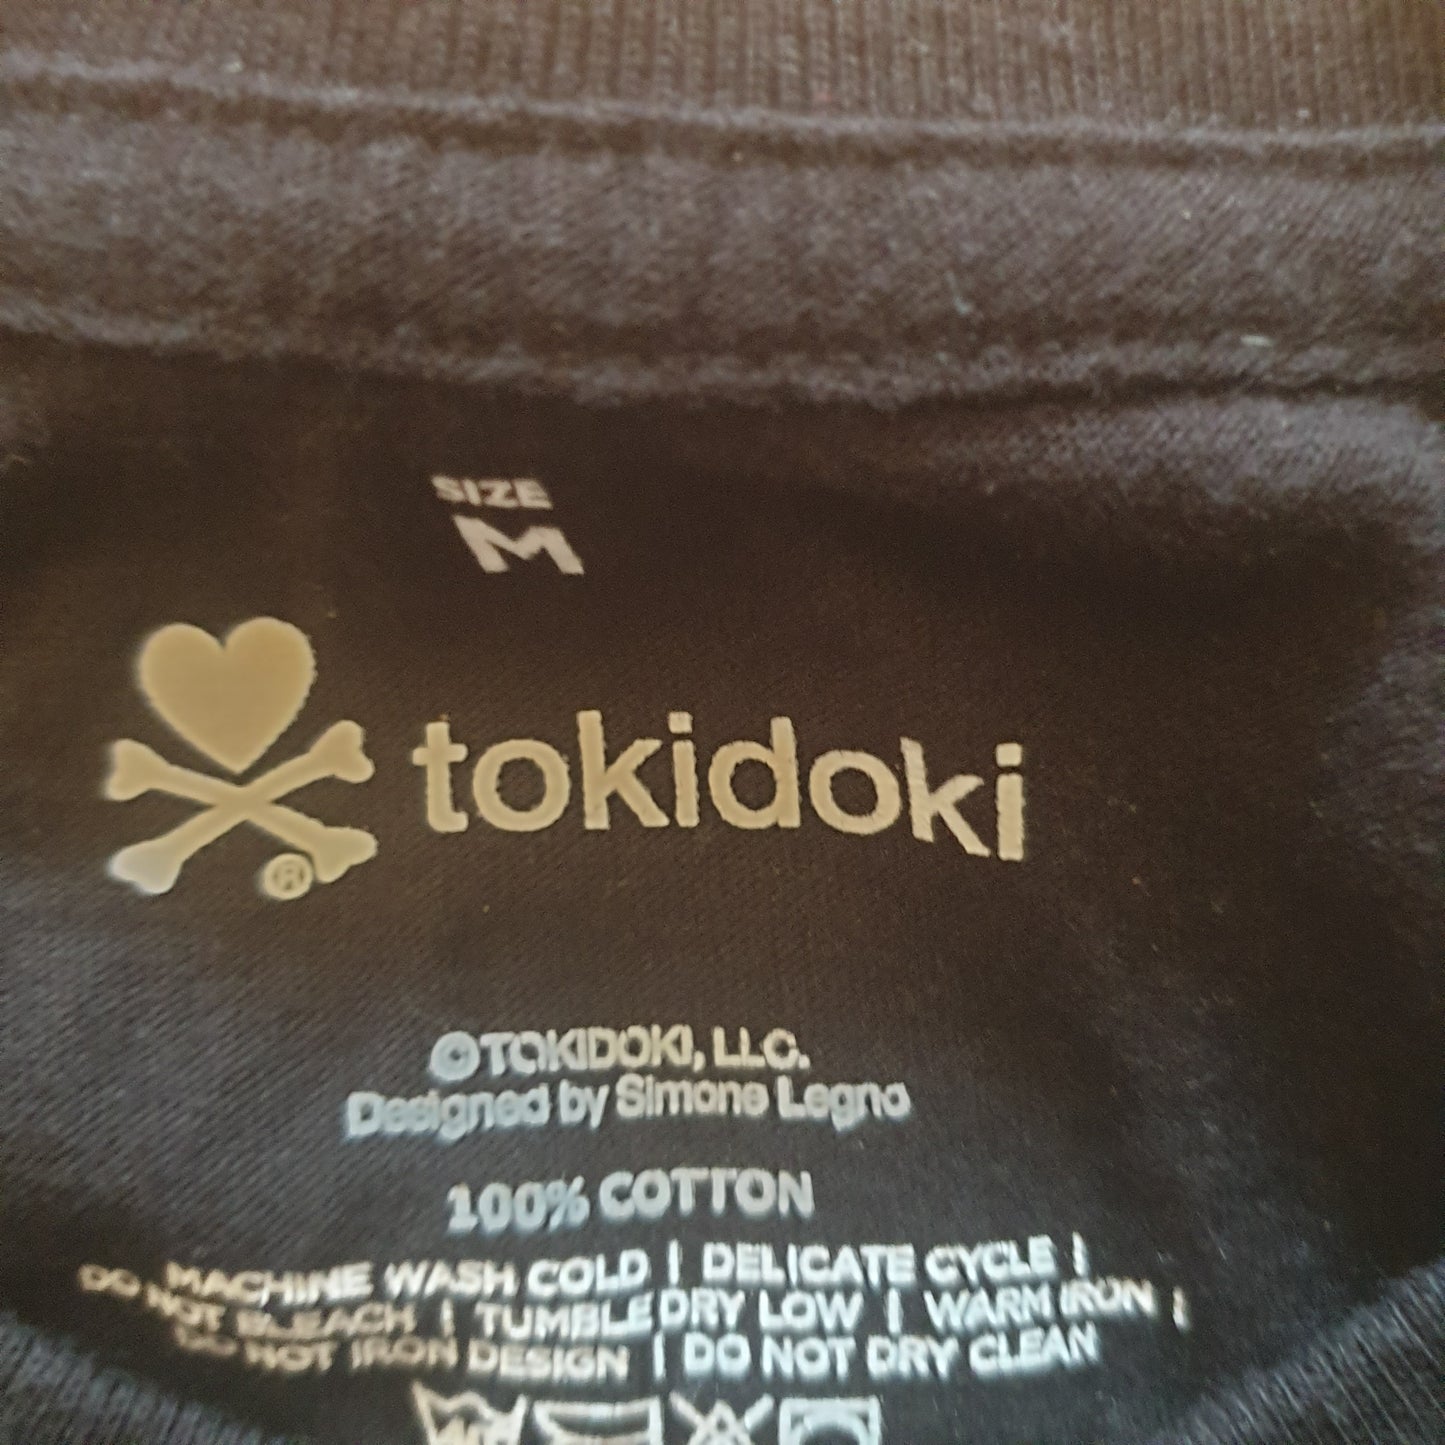 SIZE
M
tokidoki
®
©TOKIDOKI, LLC.
Designed by Simone Legno
100% COTTON
MACHINE WASH COLD | DELICATE CYCLE |
DO NOT BLEACH | TUMBLE DRY LOW | WARM IRON |
DO NOT IRON DESIGN | DO NOT DRY CLEAN